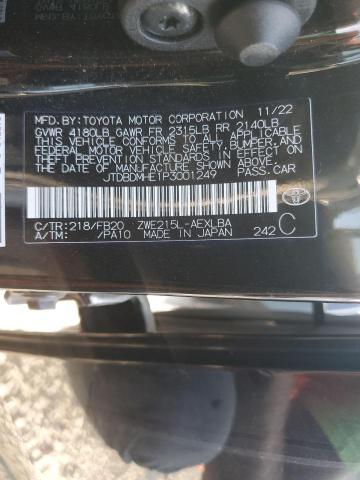 MFD.BY:TOYOTA MOTOR CORPORATION 11/22
GVWR 4180LB GAWR FR 2315LB RR 2140LB
THIS VEHICLE CONFORMS TO ALL APPLICABLE
FEDERAL MOTOR VEHICLE SAFETY, BUMPER, AND
THEFT PREVENTION STANDARDS IN EFFECT ON
THE DATE OF MANUFACTURE SHOWN ABOVE.
JTDBDMHE1P3001249 PASS.CAR
C/TR:218/FB20 ZWE215L-AEXLBA
A/TM: /PA10 MADE IN JAPAN 242 C